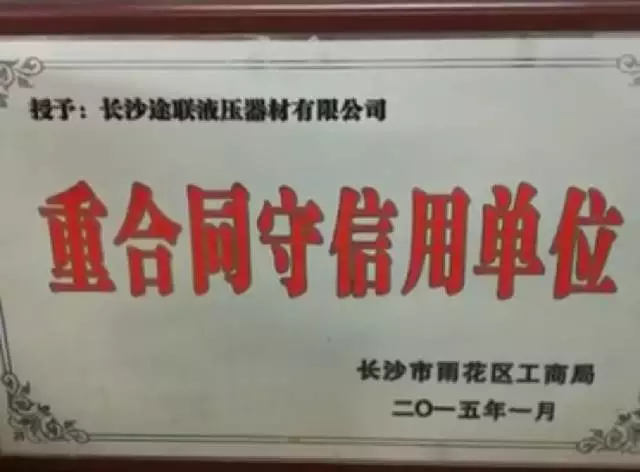 授予：长沙途联液压器材有限公司
重合同守信用单位
长沙市雨花区工商局
二〇一五年一月